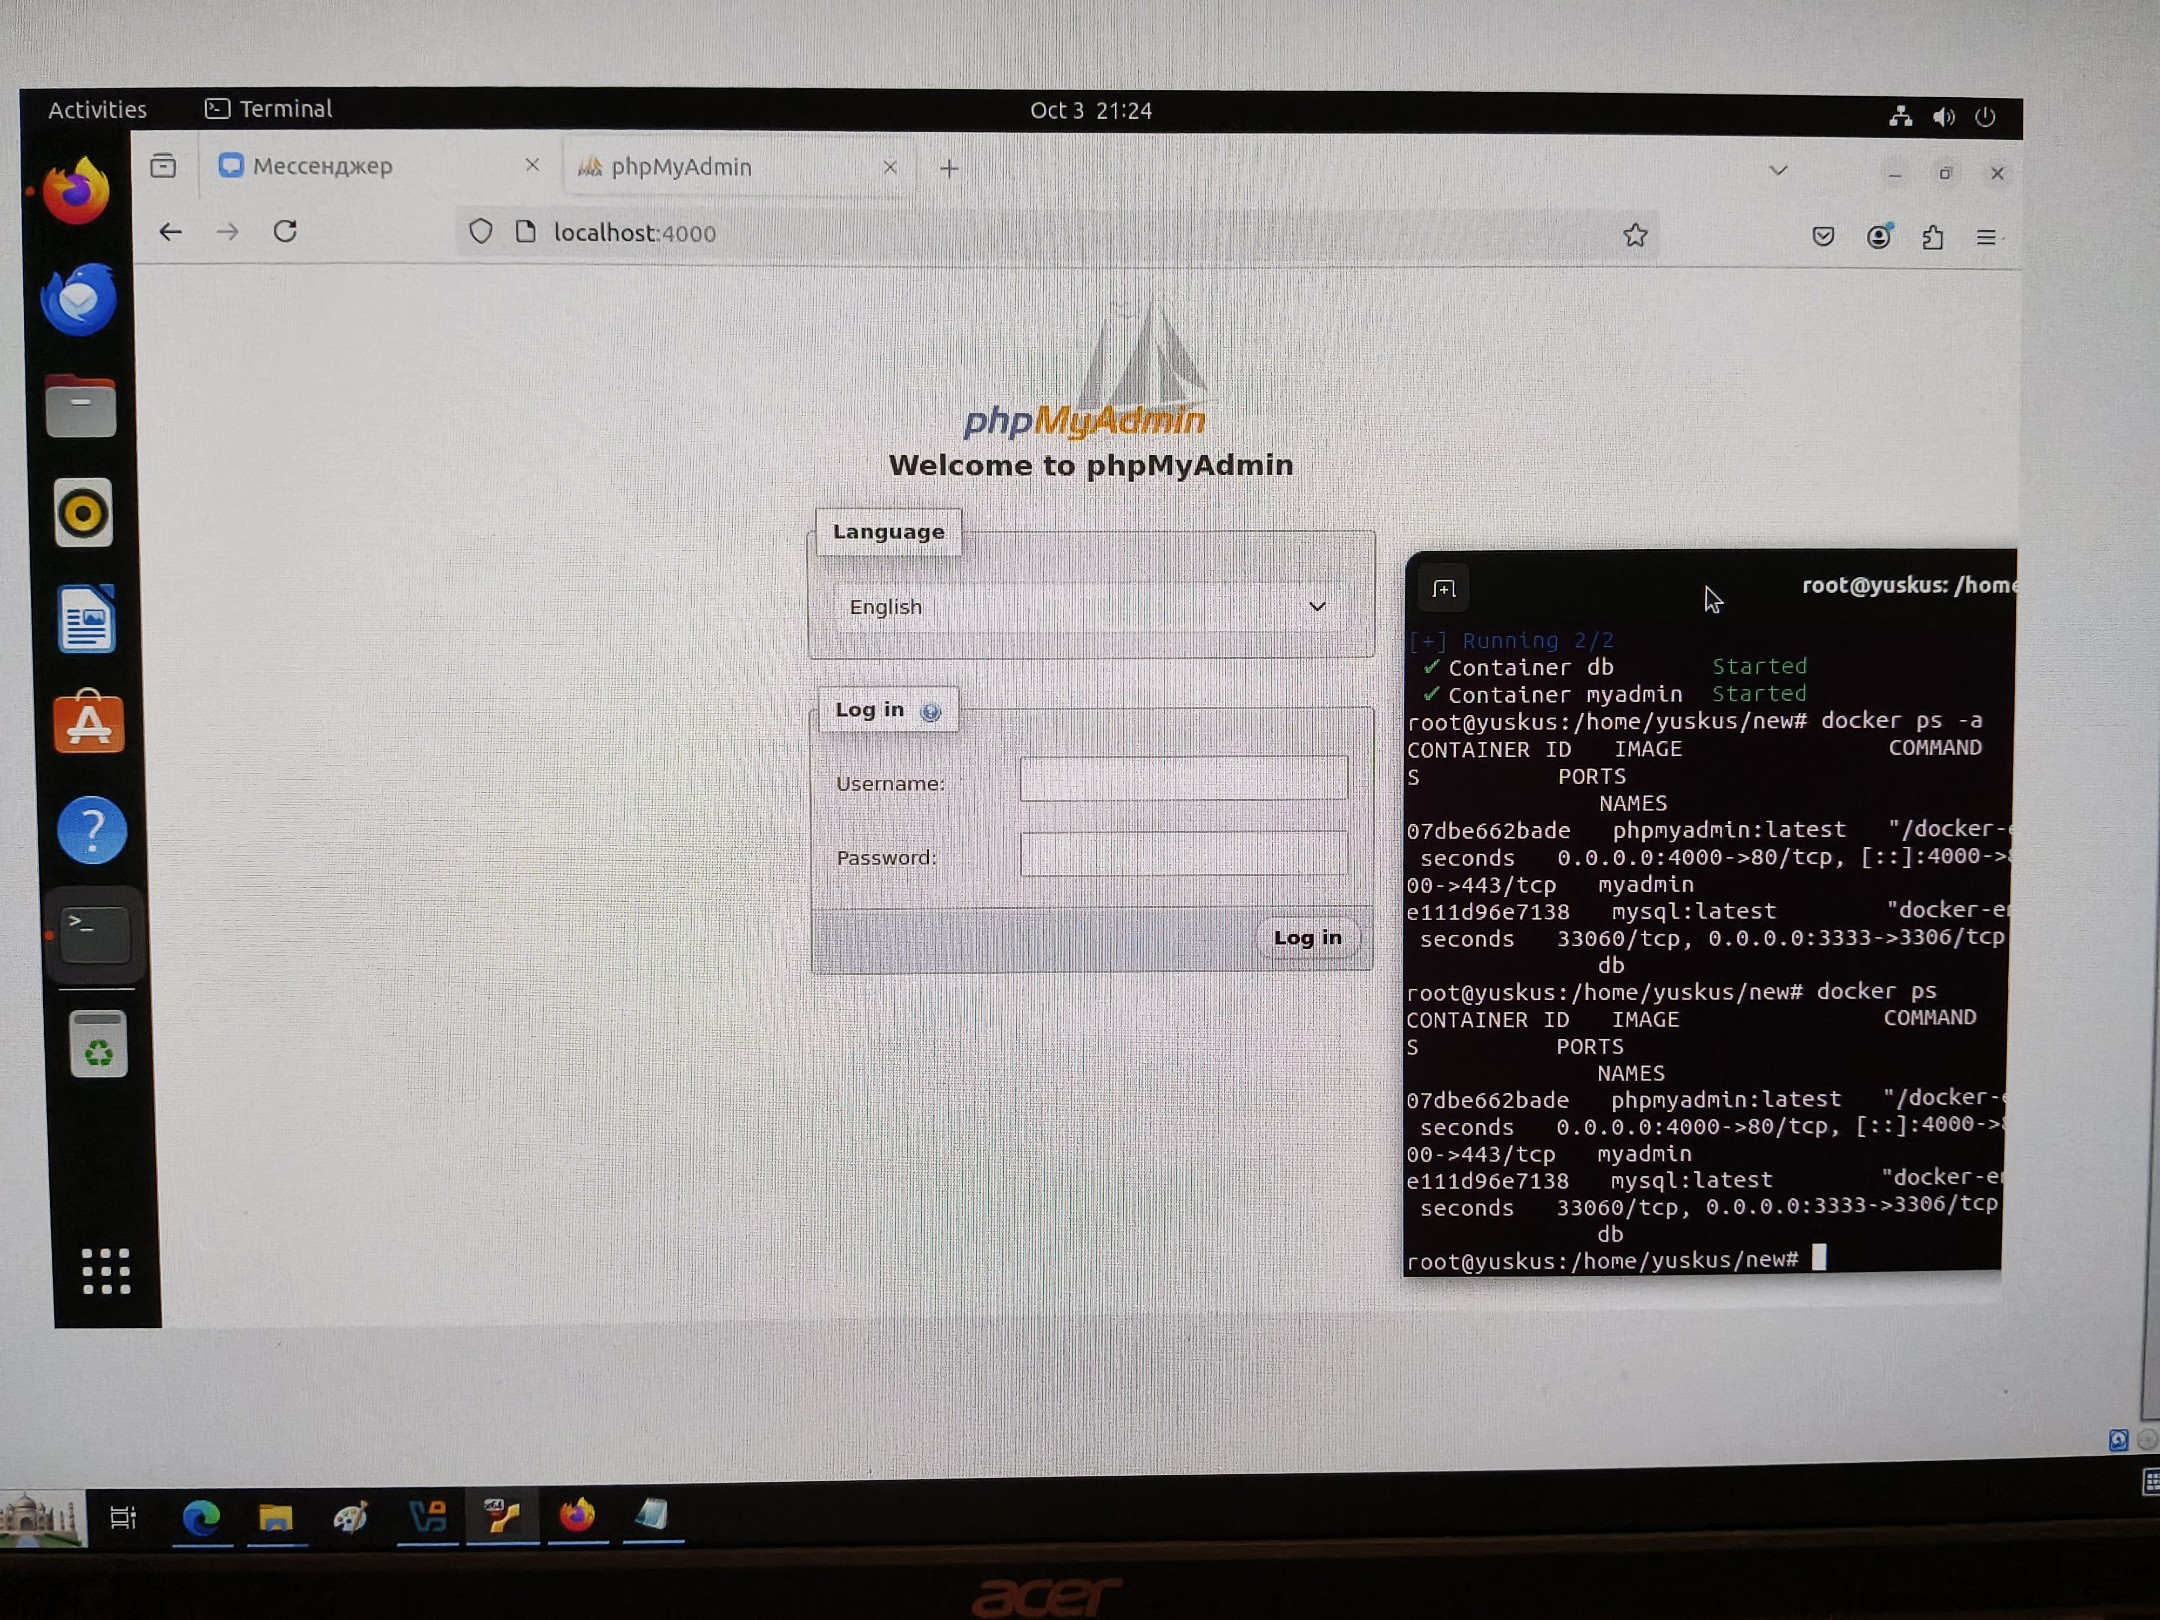 Activities
Terminal
Oct 3 21:24
Мессенджер
phpMyAdmin
localhost:4000
phpMyAdmin
Welcome to phpMyAdmin
Language
English
Log in
Username:
Password:
Log in
root@yuskus: /home
[+] Running 2/2
✔ Container db Started
✔ Container myadmin Started
root@yuskus:/home/yuskus/new# docker ps -a
CONTAINER ID IMAGE COMMAND
S PORTS
NAMES
07dbe662bade phpmyadmin:latest "/docker-e
seconds 0.0.0.0:4000->80/tcp, [::]:4000->8
00->443/tcp myadmin
e111d96e7138 mysql:latest "docker-en
seconds 33060/tcp, 0.0.0.0:3333->3306/tcp
db
root@yuskus:/home/yuskus/new# docker ps
CONTAINER ID IMAGE COMMAND
S PORTS
NAMES
07dbe662bade phpmyadmin:latest "/docker-e
seconds 0.0.0.0:4000->80/tcp, [::]:4000->8
00->443/tcp myadmin
e111d96e7138 mysql:latest "docker-en
seconds 33060/tcp, 0.0.0.0:3333->3306/tcp
db
root@yuskus:/home/yuskus/new#
acer